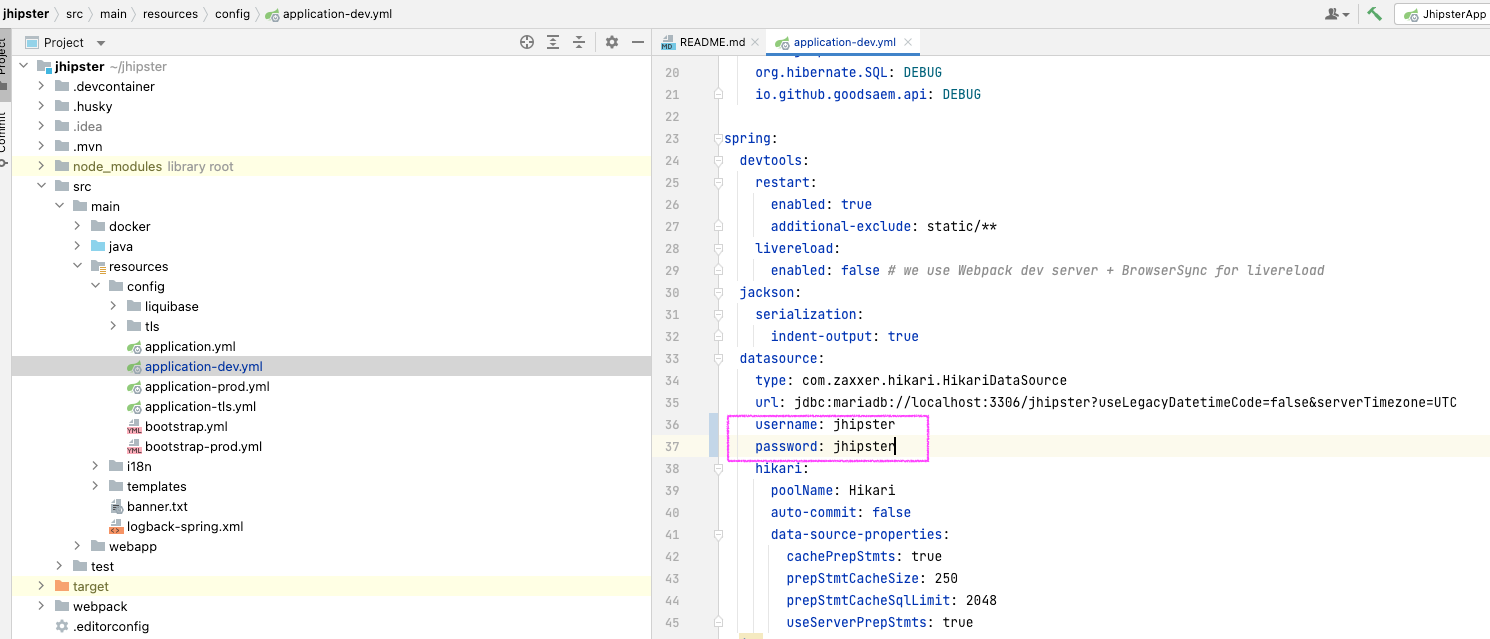 jhipster
src
main
resources
config
application-dev.yml
JhipsterApp
Project
Commit
Project
jhipster ~/jhipster
.devcontainer
.husky
.idea
.mvn
node_modules library root
src
main
docker
java
resources
config
liquibase
tls
application.yml
application-dev.yml
application-prod.yml
application-tls.yml
bootstrap.yml
bootstrap-prod.yml
i18n
templates
banner.txt
logback-spring.xml
webapp
test
target
webpack
.editorconfig
README.md
application-dev.yml
20 org.hibernate.SQL: DEBUG
21 io.github.goodsaem.api: DEBUG
22
23 spring:
24 devtools:
25 restart:
26 enabled: true
27 additional-exclude: static/**
28 livereload:
29 enabled: false # we use Webpack dev server + BrowserSync for livereload
30 jackson:
31 serialization:
32 indent-output: true
33 datasource:
34 type: com.zaxxer.hikari.HikariDataSource
35 url: jdbc:mariadb://localhost:3306/jhipster?useLegacyDatetimeCode=false&serverTimezone=UTC
36 username: jhipster
37 password: jhipster
38 hikari:
39 poolName: Hikari
40 auto-commit: false
41 data-source-properties:
42 cachePrepStmts: true
43 prepStmtCacheSize: 250
44 prepStmtCacheSqlLimit: 2048
45 useServerPrepStmts: true